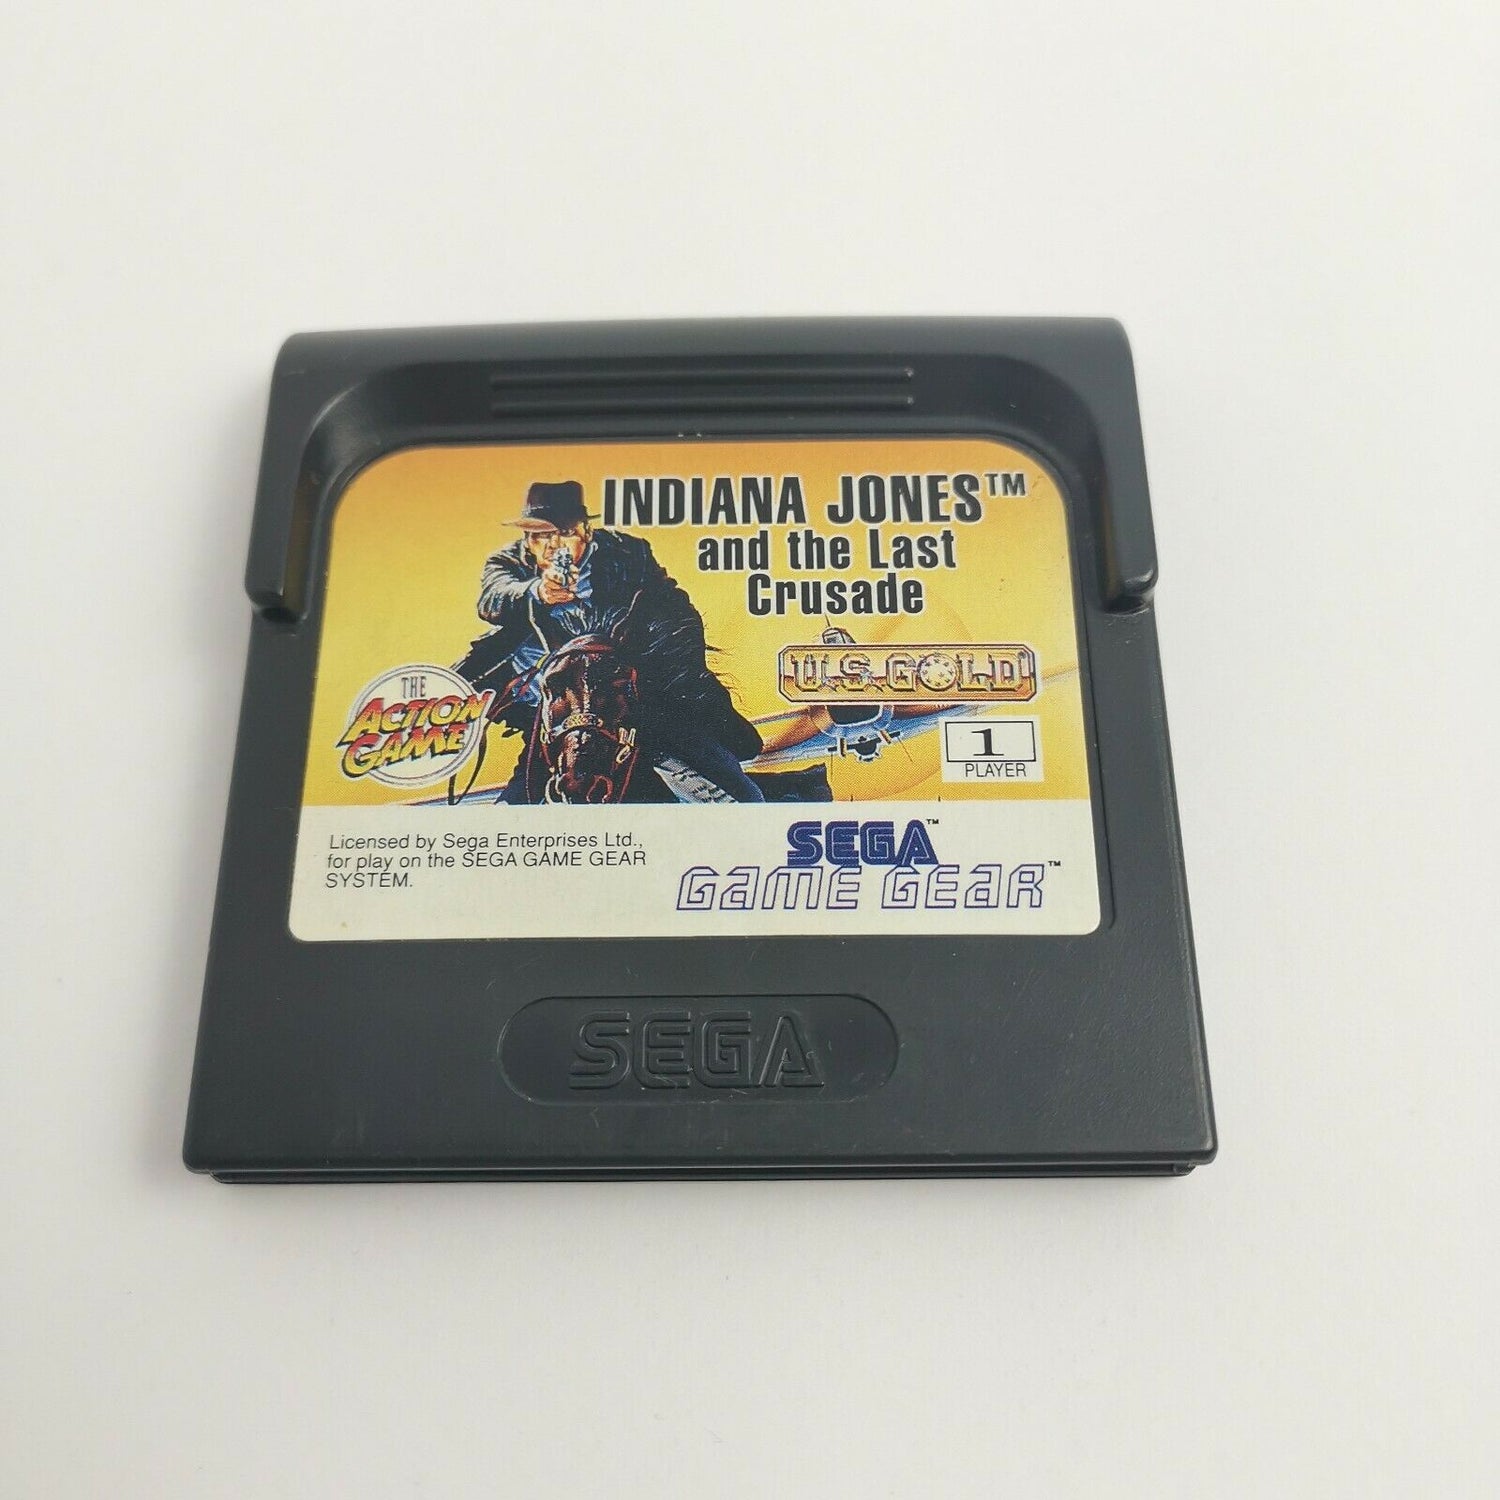 INDIANA JONES™
and the Last
Crusade
U.S. GOLD
THE
ACTION
GAME
1
PLAYER
Licensed by Sega Enterprises Ltd.,
for play on the SEGA GAME GEAR
SYSTEM.
SEGA™
GAME GEAR™
SEGA